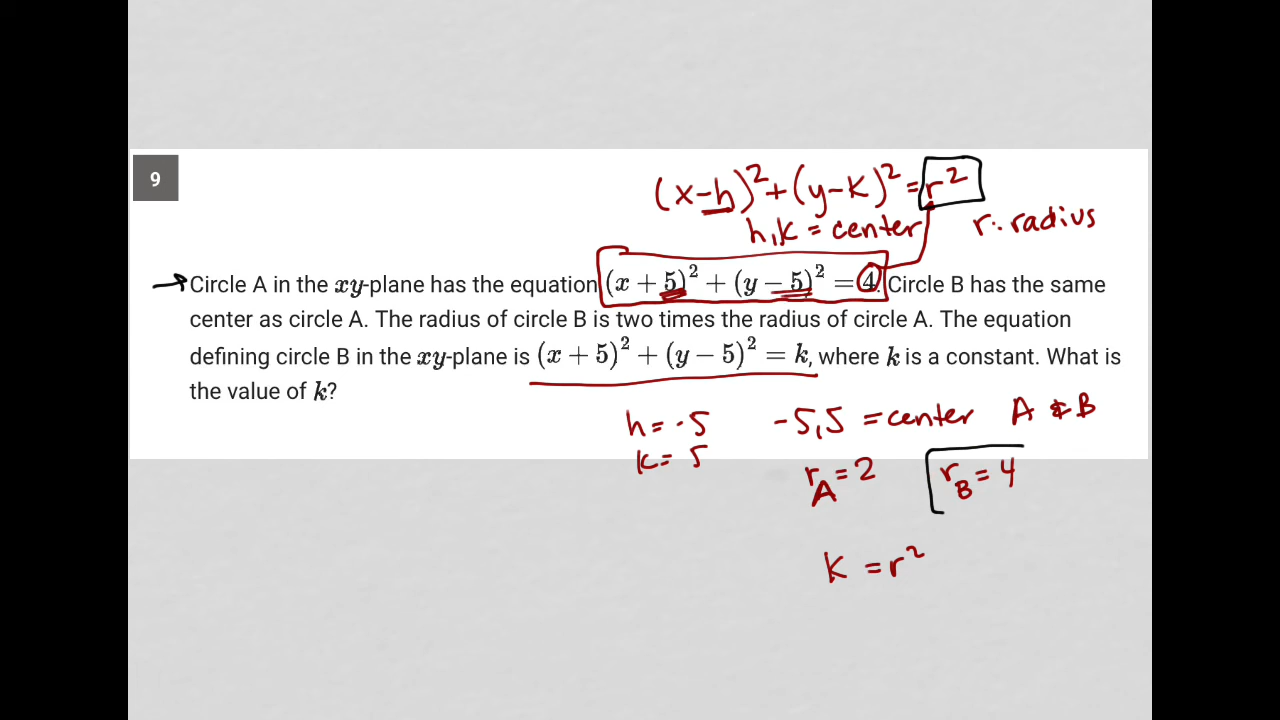 9
(x-h)²+(y-k)²=r²
h,k = center
r: radius
Circle A in the xy-plane has the equation (x + 5)² + (y − 5)² = 4. Circle B has the same
center as circle A. The radius of circle B is two times the radius of circle A. The equation
defining circle B in the xy-plane is (x + 5)² + (y − 5)² = k, where k is a constant. What is
the value of k?
h = -5
-5,5 = center A & B
k = 5
r_A = 2
r_B = 4
k = r²